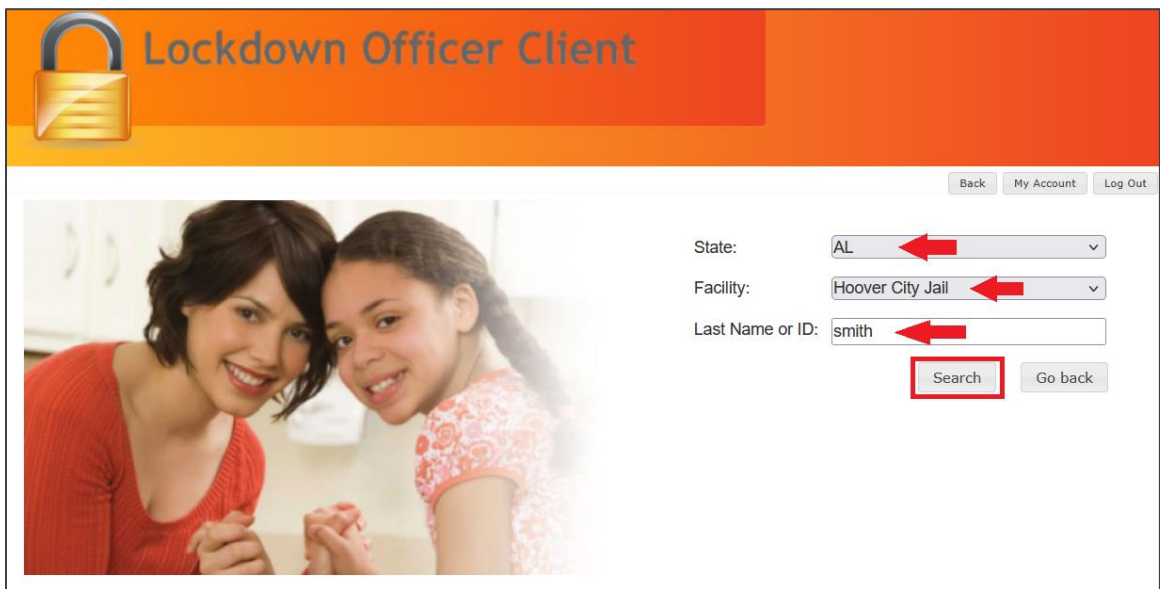 Lockdown Officer Client
Back My Account Log Out
State: AL
Facility: Hoover City Jail
Last Name or ID: smith
Search Go back